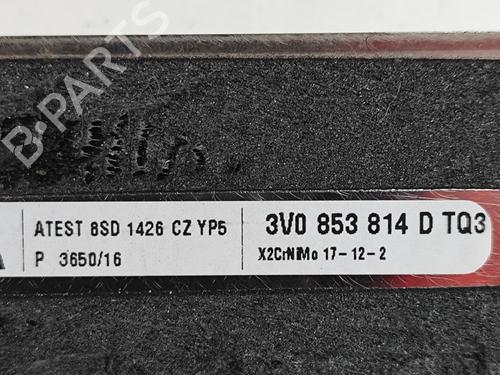 B-PARTS
ATEST 8SD 1426 CZ YP5
P 3650/16
3V0 853 814 D TQ3
X2CrNiMo 17-12-2